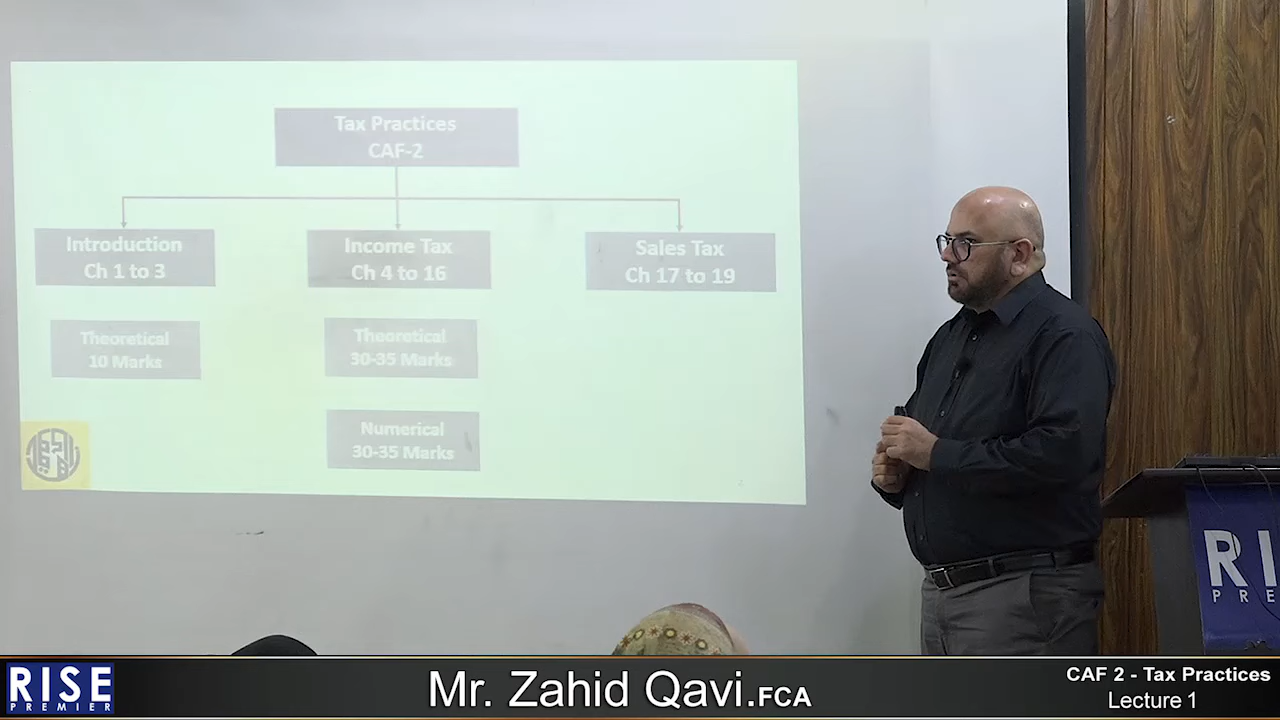 Tax Practices
CAF-2
Introduction
Ch 1 to 3
Income Tax
Ch 4 to 16
Sales Tax
Ch 17 to 19
Theoretical
10 Marks
Theoretical
30-35 Marks
Numerical
30-35 Marks
RI
PRE
RISE
PREMIER
Mr. Zahid Qavi.FCA
CAF 2 - Tax Practices
Lecture 1